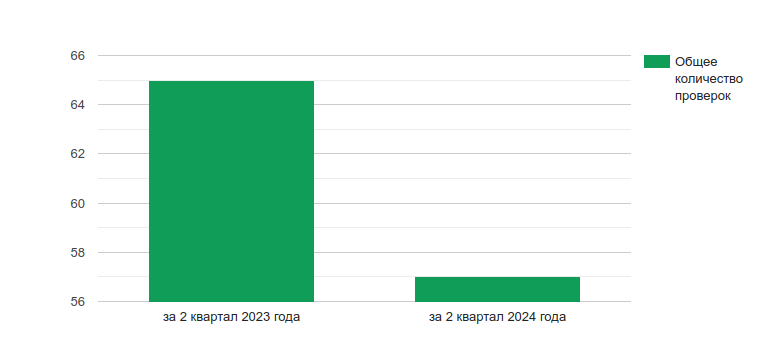 66
64
62
60
58
56
за 2 квартал 2023 года
за 2 квартал 2024 года
Общее
количество
проверок